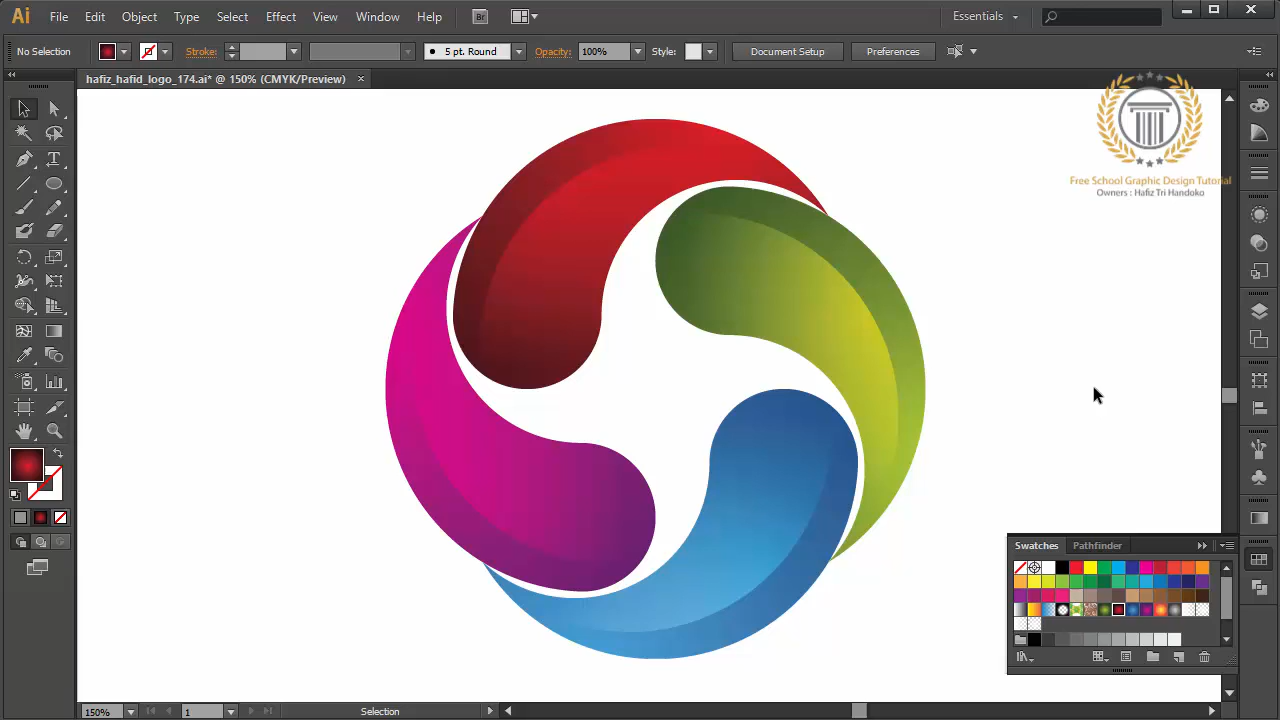 Ai File Edit Object Type Select Effect View Window Help Br Essentials
No Selection Stroke: 5 pt. Round Opacity: 100% Style: Document Setup Preferences
hafiz_hafid_logo_174.ai* @ 150% (CMYK/Preview)
Free School Graphic Design Tutorial
Owners : Hafiz Tri Handoko
Swatches Pathfinder
150% 1 Selection